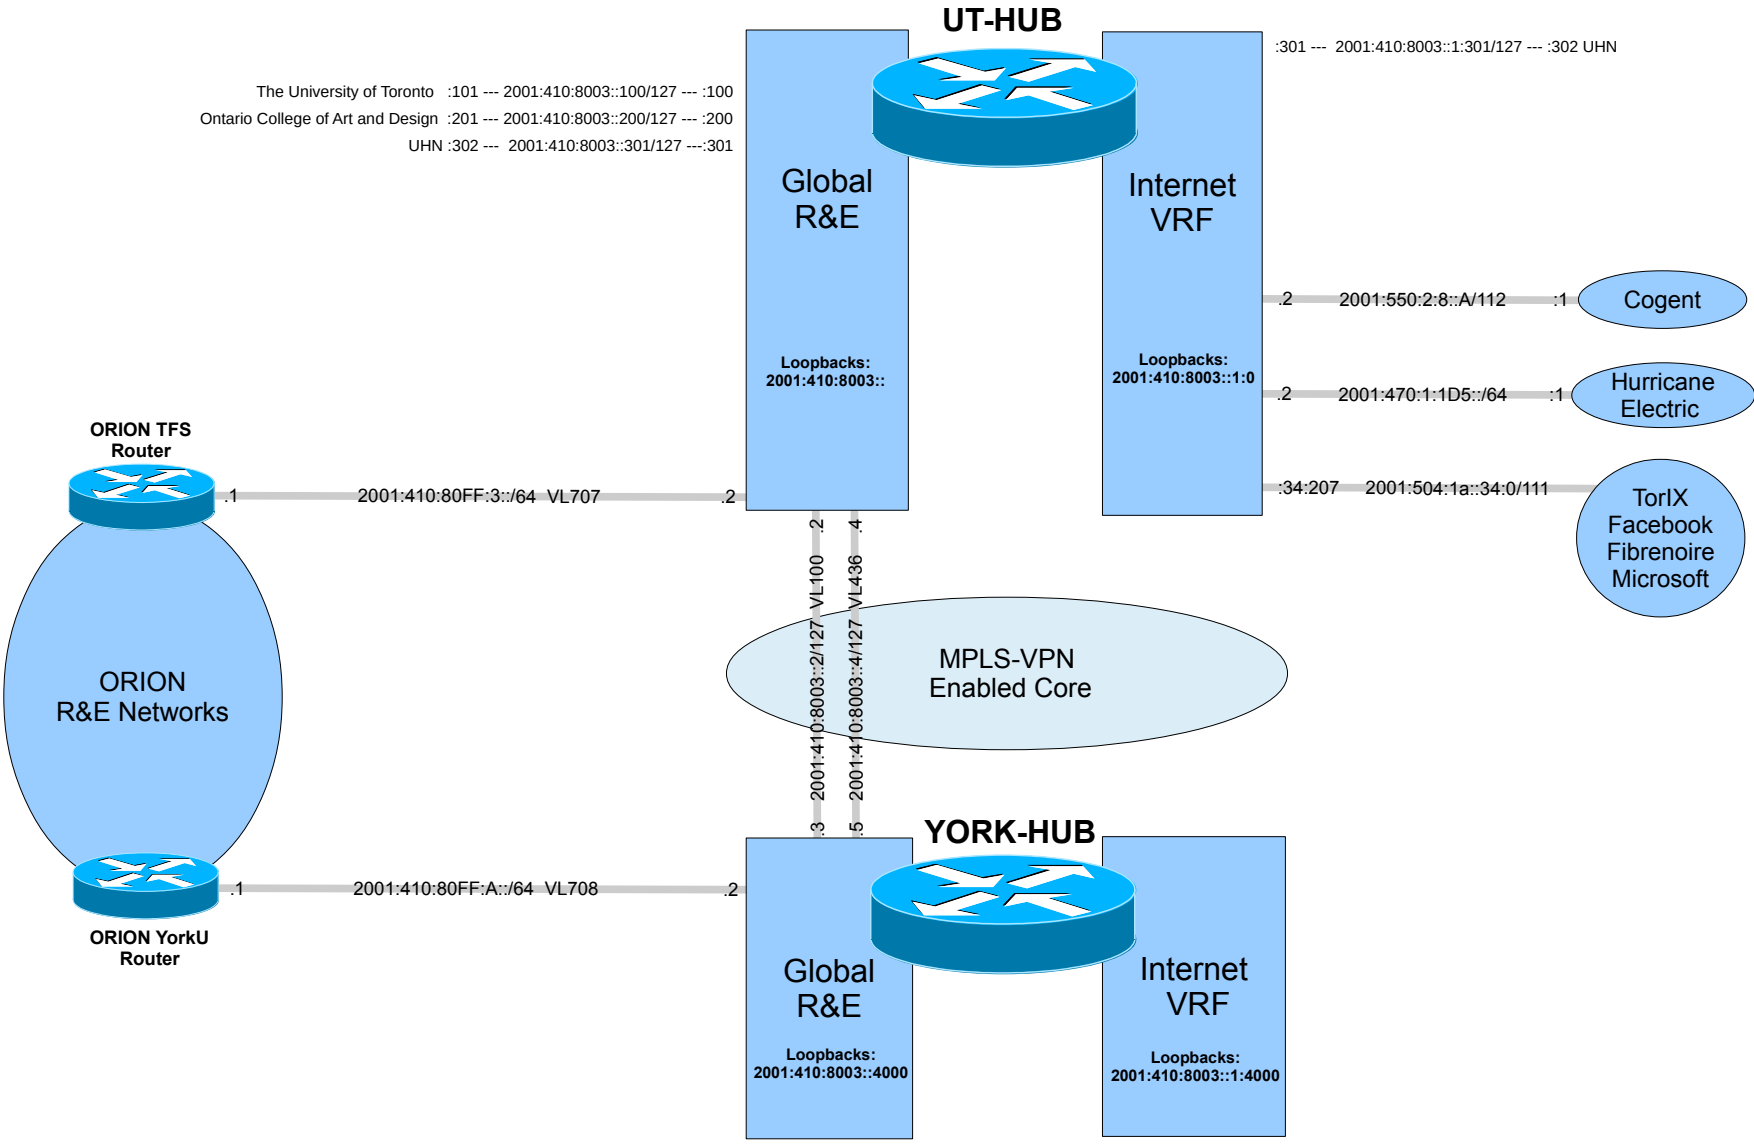 UT-HUB
:301 --- 2001:410:8003::1:301/127 --- :302 UHN
The University of Toronto :101 --- 2001:410:8003::100/127 --- :100
Ontario College of Art and Design :201 --- 2001:410:8003::200/127 --- :200
UHN :302 --- 2001:410:8003::301/127 ---:301
Global
R&E
Loopbacks:
2001:410:8003::
Internet
VRF
Loopbacks:
2001:410:8003::1:0
.2 2001:550:2:8::A/112 :1
Cogent
.2 2001:470:1:1D5::/64 :1
Hurricane
Electric
:34:207 2001:504:1a::34:0/111
TorIX
Facebook
Fibrenoire
Microsoft
ORION TFS
Router
.1 2001:410:80FF:3::/64 VL707 .2
ORION
R&E Networks
.3 2001:410:8003::2/127 VL100 .2
.5 2001:410:8003::4/127 VL436 .4
MPLS-VPN
Enabled Core
YORK-HUB
.1 2001:410:80FF:A::/64 VL708 .2
ORION YorkU
Router
Global
R&E
Loopbacks:
2001:410:8003::4000
Internet
VRF
Loopbacks:
2001:410:8003::1:4000